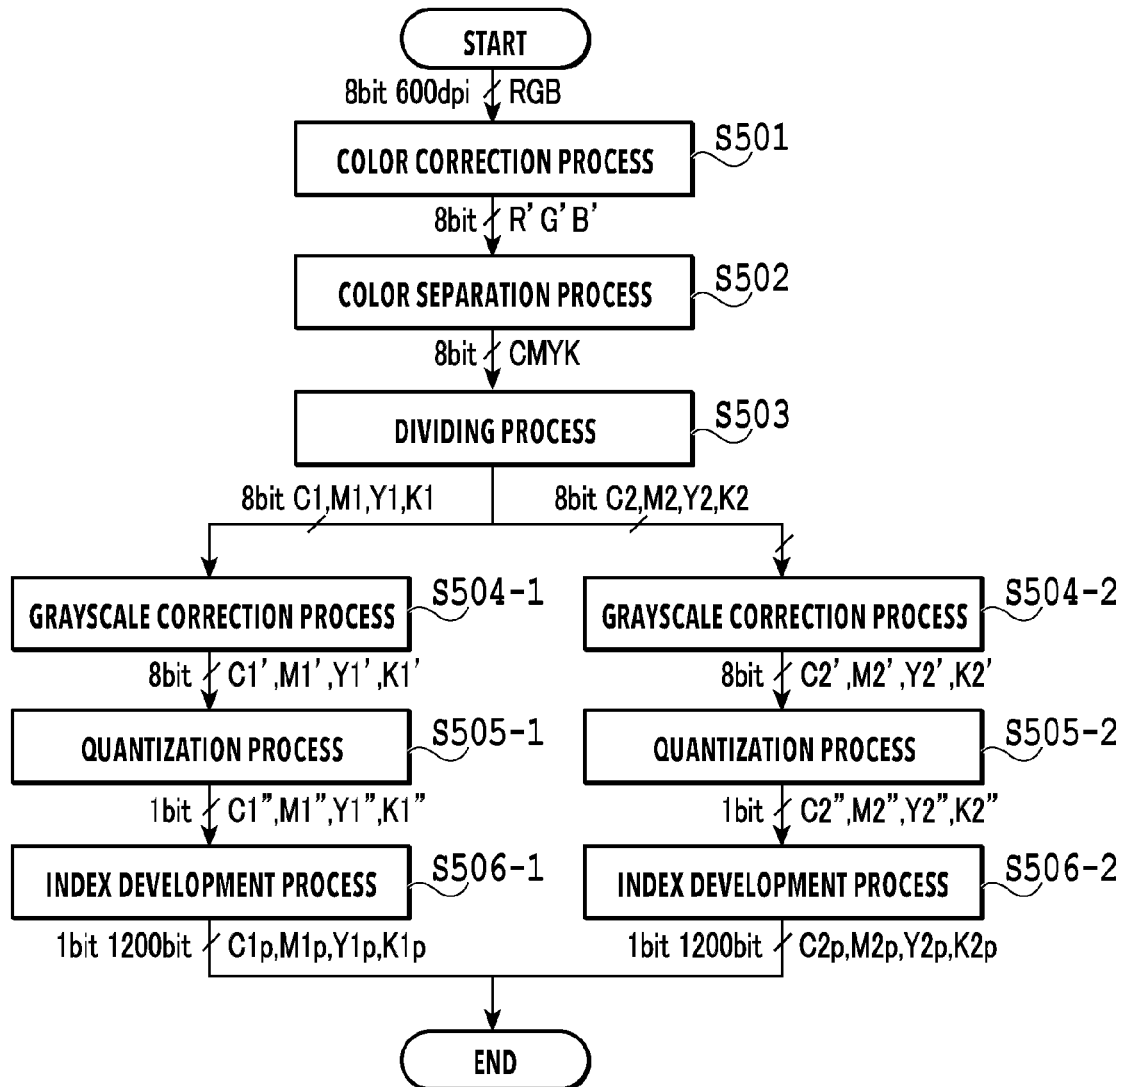 START
8bit 600dpi RGB
S501
COLOR CORRECTION PROCESS
8bit R' G' B'
S502
COLOR SEPARATION PROCESS
8bit CMYK
S503
DIVIDING PROCESS
8bit C1,M1,Y1,K1
8bit C2,M2,Y2,K2
S504-1
GRAYSCALE CORRECTION PROCESS
S504-2
GRAYSCALE CORRECTION PROCESS
8bit C1',M1',Y1',K1'
8bit C2',M2',Y2',K2'
S505-1
QUANTIZATION PROCESS
S505-2
QUANTIZATION PROCESS
1bit C1”,M1”,Y1”,K1”
1bit C2”,M2”,Y2”,K2”
S506-1
INDEX DEVELOPMENT PROCESS
S506-2
INDEX DEVELOPMENT PROCESS
1bit 1200bit C1p,M1p,Y1p,K1p
1bit 1200bit C2p,M2p,Y2p,K2p
END